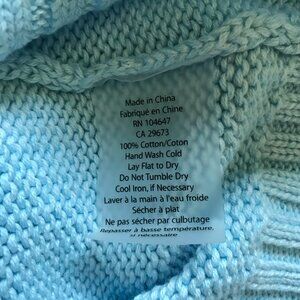 Made in China
Fabriqué en Chine
RN 104647
CA 29673
100% Cotton/Coton
Hand Wash Cold
Lay Flat to Dry
Do Not Tumble Dry
Cool Iron, if Necessary
Laver à la main à l'eau froide
Sécher à plat
Ne pas sécher par culbutage
Repasser à basse température,
si nécessaire